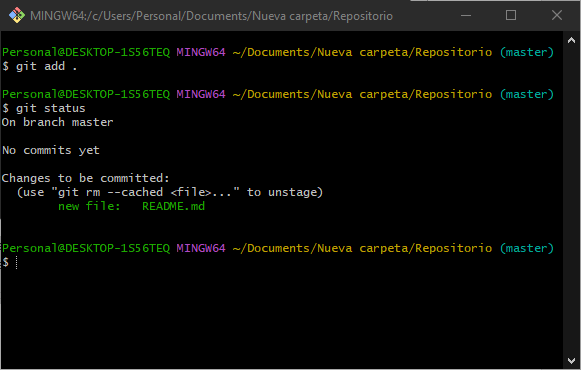 MINGW64:/c/Users/Personal/Documents/Nueva carpeta/Repositorio
Personal@DESKTOP-1S56TEQ MINGW64 ~/Documents/Nueva carpeta/Repositorio (master)
$ git add .
Personal@DESKTOP-1S56TEQ MINGW64 ~/Documents/Nueva carpeta/Repositorio (master)
$ git status
On branch master
No commits yet
Changes to be committed:
  (use "git rm --cached <file>..." to unstage)
        new file:   README.md
Personal@DESKTOP-1S56TEQ MINGW64 ~/Documents/Nueva carpeta/Repositorio (master)
$